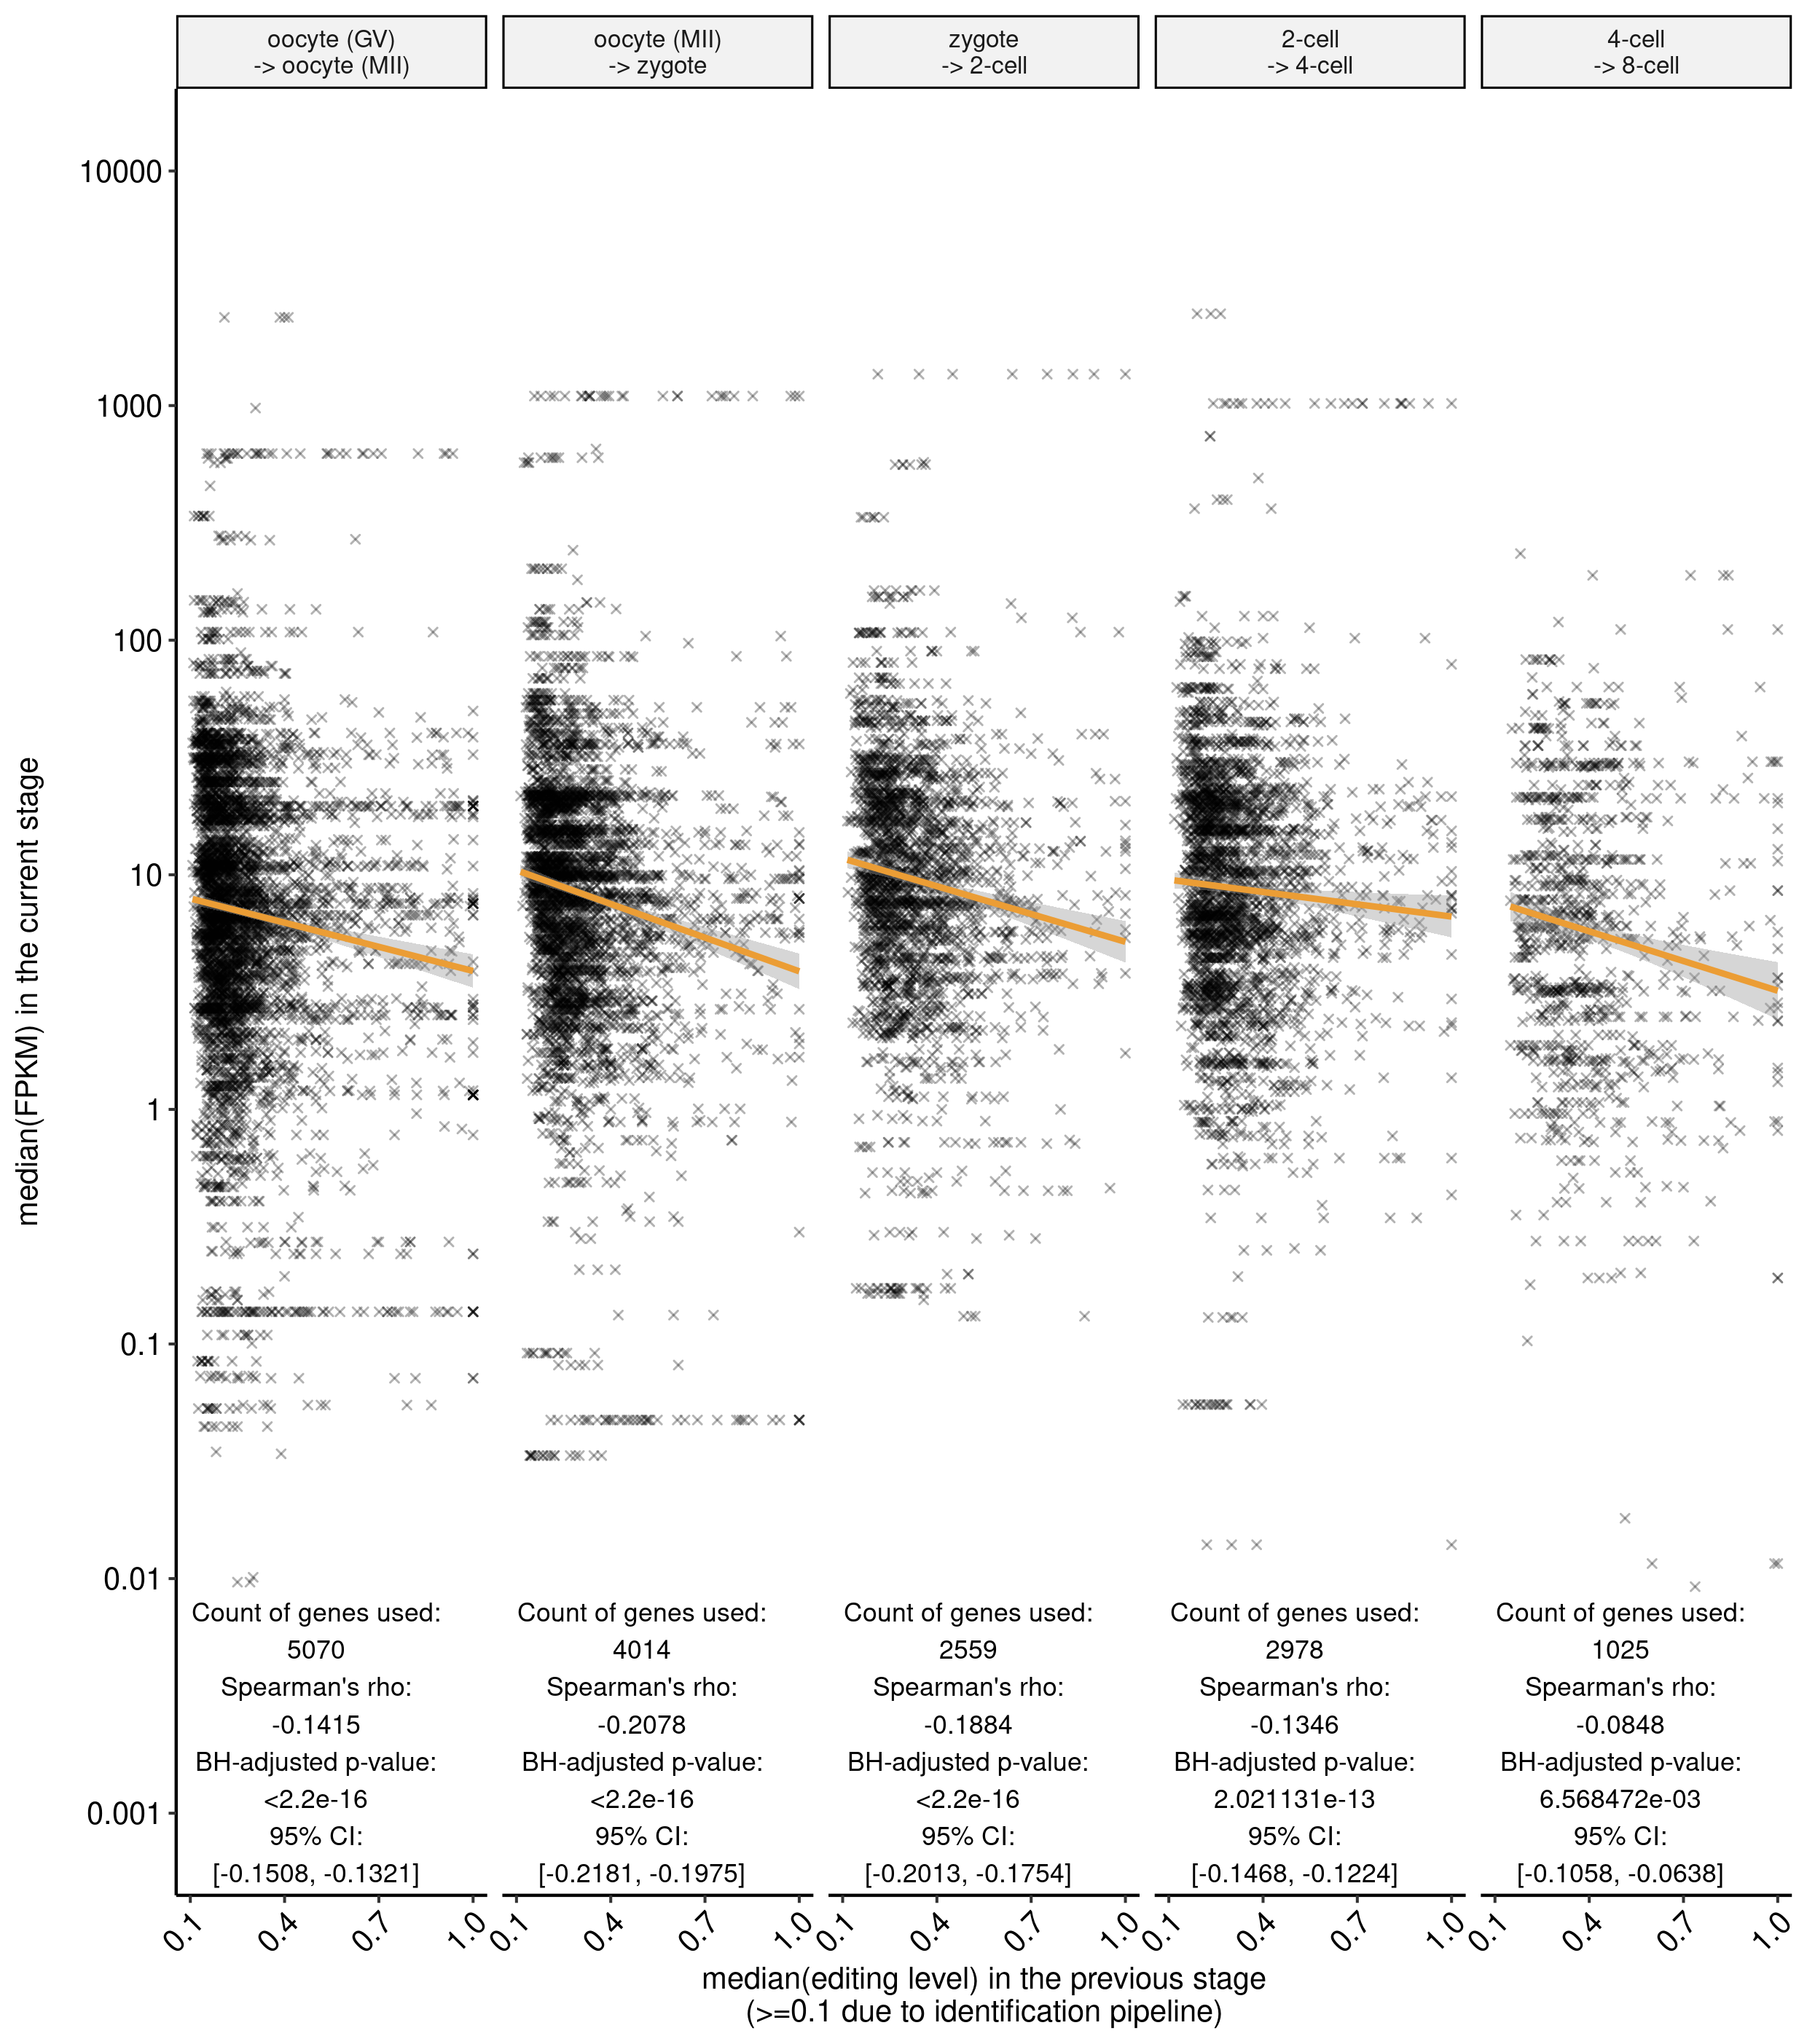 oocyte (GV)
-> oocyte (MII)
oocyte (MII)
-> zygote
zygote
-> 2-cell
2-cell
-> 4-cell
4-cell
-> 8-cell
median(FPKM) in the current stage
10000
1000
100
10
1
0.1
0.01
0.001
Count of genes used:
5070
Spearman's rho:
-0.1415
BH-adjusted p-value:
<2.2e-16
95% CI:
[-0.1508, -0.1321]
Count of genes used:
4014
Spearman's rho:
-0.2078
BH-adjusted p-value:
<2.2e-16
95% CI:
[-0.2181, -0.1975]
Count of genes used:
2559
Spearman's rho:
-0.1884
BH-adjusted p-value:
<2.2e-16
95% CI:
[-0.2013, -0.1754]
Count of genes used:
2978
Spearman's rho:
-0.1346
BH-adjusted p-value:
2.021131e-13
95% CI:
[-0.1468, -0.1224]
Count of genes used:
1025
Spearman's rho:
-0.0848
BH-adjusted p-value:
6.568472e-03
95% CI:
[-0.1058, -0.0638]
0.1 0.4 0.7 1.0
0.1 0.4 0.7 1.0
0.1 0.4 0.7 1.0
0.1 0.4 0.7 1.0
0.1 0.4 0.7 1.0
median(editing level) in the previous stage
(>=0.1 due to identification pipeline)